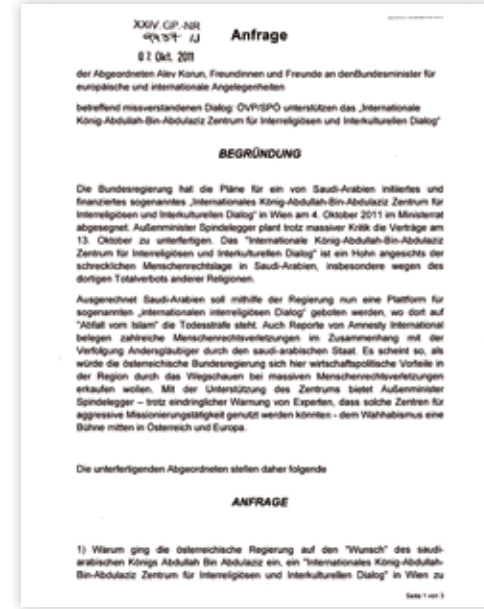 XXIV. GP.-NR
9937 /J
Anfrage
07. Okt. 2011
der Abgeordneten Alev Korun, Freundinnen und Freunde an denBundesminister für
europäische und internationale Angelegenheiten
betreffend missverstandenen Dialog: ÖVP/SPÖ unterstützen das „Internationale
König-Abdullah-Bin-Abdulaziz Zentrum für Interreligiösen und Interkulturellen Dialog"
BEGRÜNDUNG
Die Bundesregierung hat die Pläne für ein von Saudi-Arabien initiiertes und
finanziertes sogenanntes „Internationales König-Abdullah-Bin-Abdulaziz Zentrum für
Interreligiösen und Interkulturellen Dialog" in Wien am 4. Oktober 2011 im Ministerrat
abgesegnet. Außenminister Spindelegger plant trotz massiver Kritik die Verträge am
13. Oktober zu unterfertigen. Das "Internationale König-Abdullah-Bin-Abdulaziz
Zentrum für Interreligiösen und Interkulturellen Dialog" ist ein Hohn angesichts der
schrecklichen Menschenrechtslage in Saudi-Arabien, insbesondere wegen des
dortigen Totalverbots anderer Religionen.
Ausgerechnet Saudi-Arabien soll mithilfe der Regierung nun eine Plattform für
sogenannten „internationalen interreligiösen Dialog" geboten werden, wo dort auf
"Abfall vom Islam" die Todesstrafe steht. Auch Reporte von Amnesty International
belegen zahlreiche Menschenrechtsverletzungen im Zusammenhang mit der
Verfolgung Andersgläubiger durch den saudi-arabischen Staat. Es scheint so, als
würde die österreichische Bundesregierung sich hier wirtschaftspolitische Vorteile in
der Region durch das Wegschauen bei massiven Menschenrechtsverletzungen
erkaufen wollen. Mit der Unterstützung des Zentrums bietet Außenminister
Spindelegger – trotz eindringlicher Warnung von Experten, dass solche Zentren für
aggressive Missionierungstätigkeit genutzt werden könnten - dem Wahhabismus eine
Bühne mitten in Österreich und Europa.
Die unterfertigenden Abgeordneten stellen daher folgende
ANFRAGE
1) Warum ging die österreichische Regierung auf den "Wunsch" des saudi-
arabischen Königs Abdullah Bin Abdulaziz ein, ein "Internationales König-Abdullah-
Bin-Abdulaziz Zentrum für Interreligiösen und Interkulturellen Dialog" in Wien zu
Seite 1 von 3